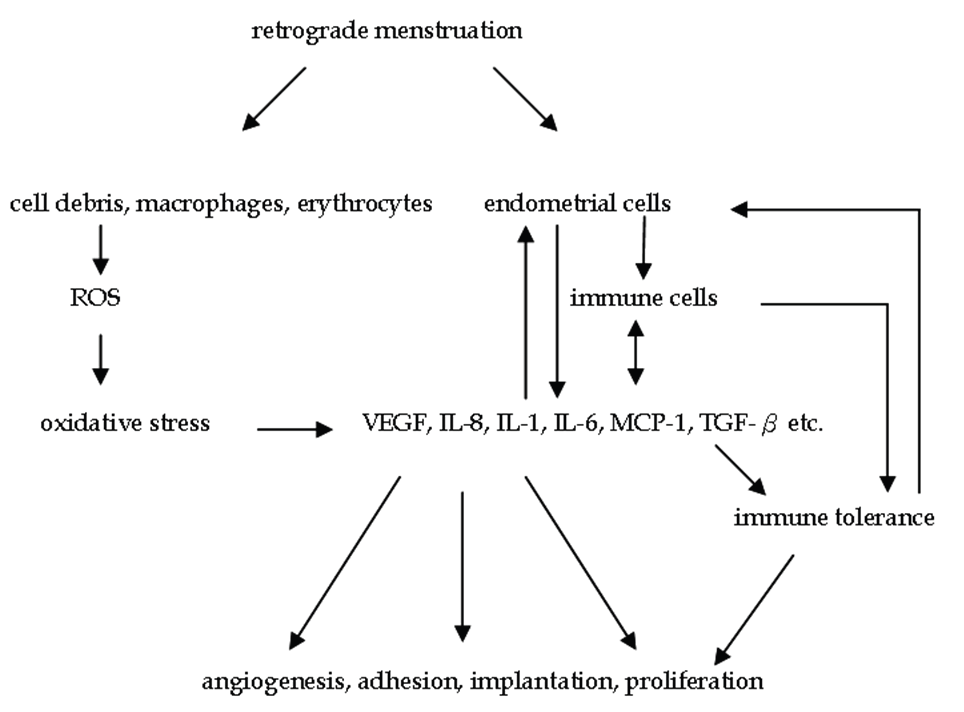 retrograde menstruation
cell debris, macrophages, erythrocytes
endometrial cells
ROS
immune cells
oxidative stress
VEGF, IL-8, IL-1, IL-6, MCP-1, TGF- β etc.
immune tolerance
angiogenesis, adhesion, implantation, proliferation